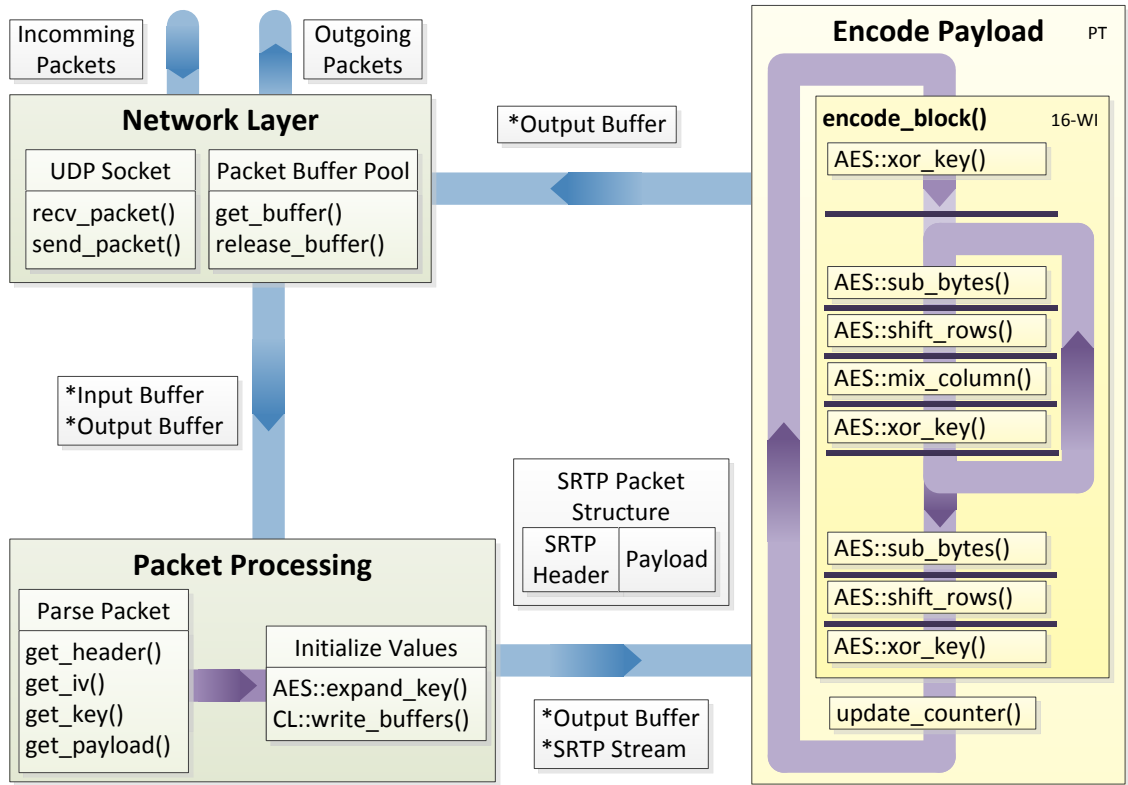 Incomming
Packets
Outgoing
Packets
Network Layer
UDP Socket
recv_packet()
send_packet()
Packet Buffer Pool
get_buffer()
release_buffer()
*Output Buffer
*Input Buffer
*Output Buffer
Packet Processing
Parse Packet
get_header()
get_iv()
get_key()
get_payload()
Initialize Values
AES::expand_key()
CL::write_buffers()
SRTP Packet
Structure
SRTP
Header
Payload
*Output Buffer
*SRTP Stream
Encode Payload
PT
encode_block()
16-WI
AES::xor_key()
AES::sub_bytes()
AES::shift_rows()
AES::mix_column()
AES::xor_key()
AES::sub_bytes()
AES::shift_rows()
AES::xor_key()
update_counter()